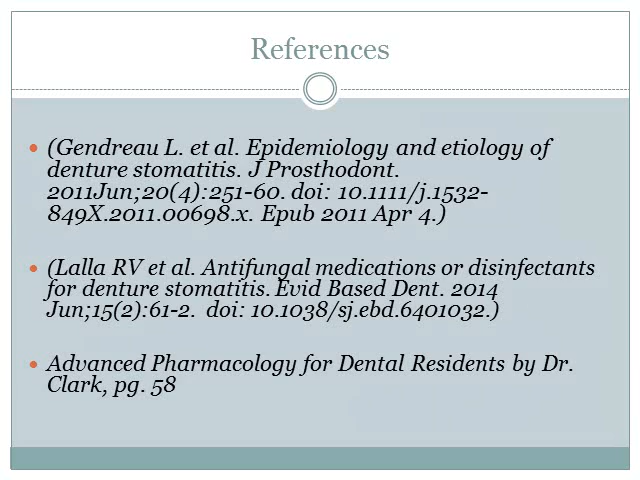 References
• (Gendreau L. et al. Epidemiology and etiology of
denture stomatitis. J Prosthodont.
2011Jun;20(4):251-60. doi: 10.1111/j.1532-
849X.2011.00698.x. Epub 2011 Apr 4.)
• (Lalla RV et al. Antifungal medications or disinfectants
for denture stomatitis. Evid Based Dent. 2014
Jun;15(2):61-2. doi: 10.1038/sj.ebd.6401032.)
• Advanced Pharmacology for Dental Residents by Dr.
Clark, pg. 58